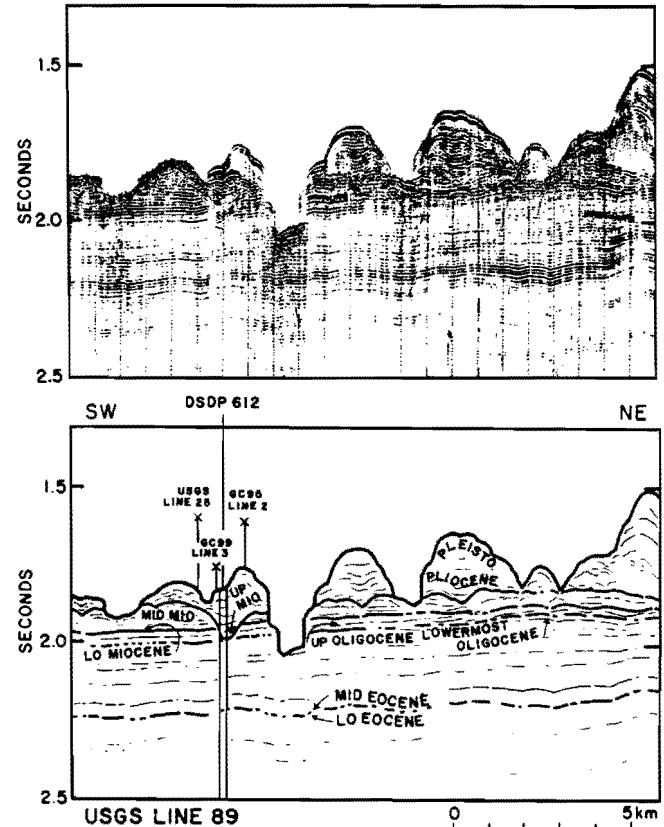 1.5
SECONDS
2.0
2.5
DSDP 612
SW
NE
1.5
USGS
LINE 25
GC96
LINE 2
GC99
LINE 3
PLEISTO
PLIOCENE
UP
MIO
MID MIO
SECONDS
2.0
LO MIOCENE
UP OLIGOCENE
LOWERMOST
OLIGOCENE
MID EOCENE
LO EOCENE
2.5
USGS LINE 89
0
5km